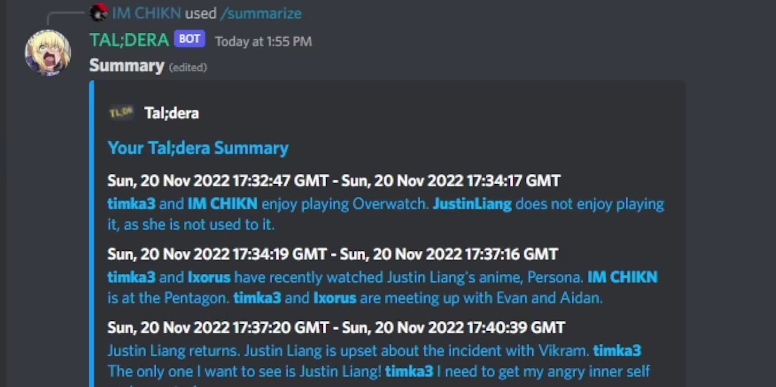 IM CHIKN used /summarize
TAL;DERA BOT Today at 1:55 PM
Summary (edited)
TL;DR Tal;dera
Your Tal;dera Summary
Sun, 20 Nov 2022 17:32:47 GMT - Sun, 20 Nov 2022 17:34:17 GMT
timka3 and IM CHIKN enjoy playing Overwatch. JustinLiang does not enjoy playing
it, as she is not used to it.
Sun, 20 Nov 2022 17:34:19 GMT - Sun, 20 Nov 2022 17:37:16 GMT
timka3 and Ixorus have recently watched Justin Liang's anime, Persona. IM CHIKN
is at the Pentagon. timka3 and Ixorus are meeting up with Evan and Aidan.
Sun, 20 Nov 2022 17:37:20 GMT - Sun, 20 Nov 2022 17:40:39 GMT
Justin Liang returns. Justin Liang is upset about the incident with Vikram. timka3
The only one I want to see is Justin Liang! timka3 I need to get my angry inner self